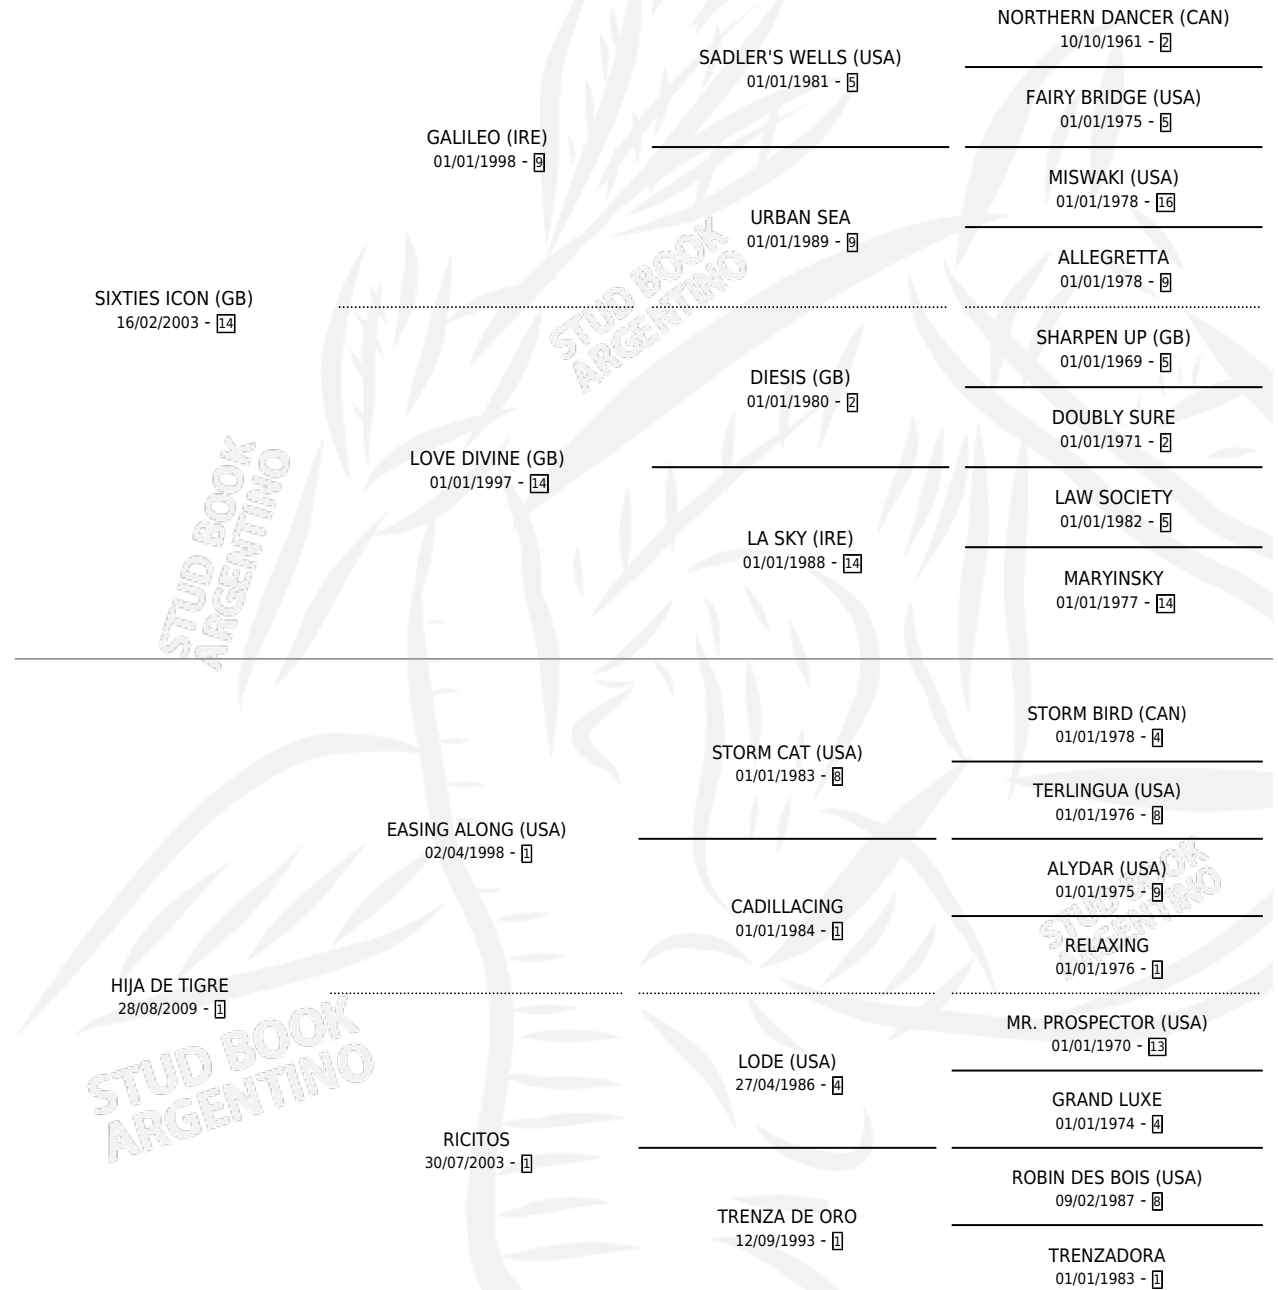 NORTHERN DANCER (CAN)
10/10/1961 - 2
SADLER'S WELLS (USA)
01/01/1981 - 5
FAIRY BRIDGE (USA)
01/01/1975 - 5
GALILEO (IRE)
01/01/1998 - 9
MISWAKI (USA)
01/01/1978 - 16
URBAN SEA
01/01/1989 - 9
ALLEGRETTA
01/01/1978 - 9
SIXTIES ICON (GB)
16/02/2003 - 14
SHARPEN UP (GB)
01/01/1969 - 5
DIESIS (GB)
01/01/1980 - 2
DOUBLY SURE
01/01/1971 - 2
LOVE DIVINE (GB)
01/01/1997 - 14
LAW SOCIETY
01/01/1982 - 5
LA SKY (IRE)
01/01/1988 - 14
MARYINSKY
01/01/1977 - 14
STORM BIRD (CAN)
01/01/1978 - 4
STORM CAT (USA)
01/01/1983 - 8
TERLINGUA (USA)
01/01/1976 - 8
EASING ALONG (USA)
02/04/1998 - 1
ALYDAR (USA)
01/01/1975 - 9
CADILLACING
01/01/1984 - 1
RELAXING
01/01/1976 - 1
HIJA DE TIGRE
28/08/2009 - 1
MR. PROSPECTOR (USA)
01/01/1970 - 13
LODE (USA)
27/04/1986 - 4
GRAND LUXE
01/01/1974 - 4
RICITOS
30/07/2003 - 1
ROBIN DES BOIS (USA)
09/02/1987 - 8
TRENZA DE ORO
12/09/1993 - 1
TRENZADORA
01/01/1983 - 1
STUD BOOK
ARGENTINO
STUD BOOK
ARGENTINO
STUD BOOK
ARGENTINO
STUD BOOK
ARGENTINO